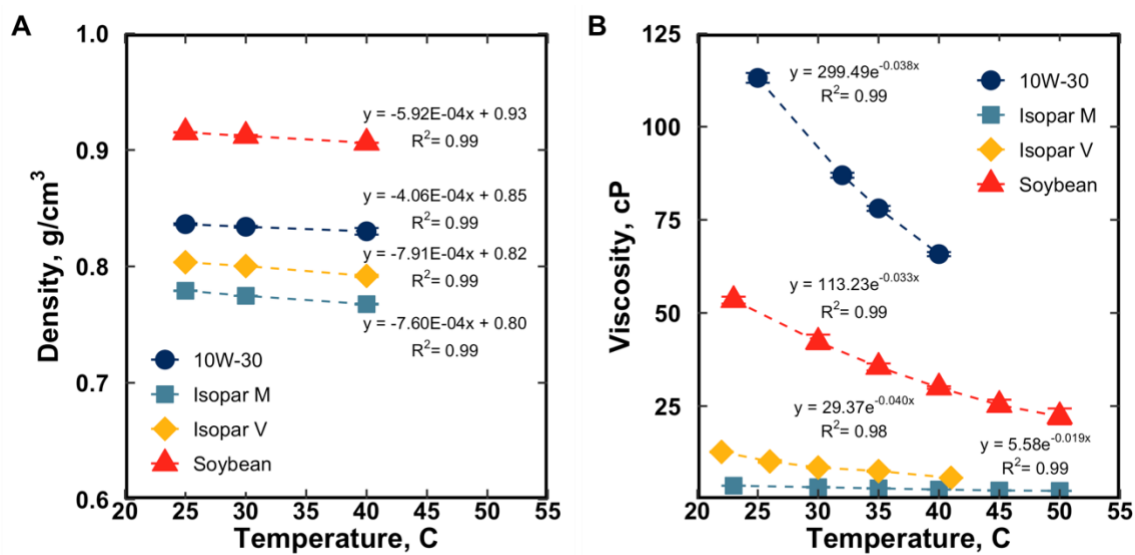 A
1.0
0.9
0.8
0.7
0.6
Density, g/cm³
y = -5.92E-04x + 0.93
R²= 0.99
y = -4.06E-04x + 0.85
R²= 0.99
y = -7.91E-04x + 0.82
R²= 0.99
y = -7.60E-04x + 0.80
R²= 0.99
10W-30
Isopar M
Isopar V
Soybean
20 25 30 35 40 45 50 55
Temperature, C
B
125
100
75
50
25
Viscosity, cP
y = 299.49e^-0.038x
R²= 0.99
10W-30
Isopar M
Isopar V
Soybean
y = 113.23e^-0.033x
R²= 0.99
y = 29.37e^-0.040x
R²= 0.98
y = 5.58e^-0.019x
R²= 0.99
20 25 30 35 40 45 50 55
Temperature, C